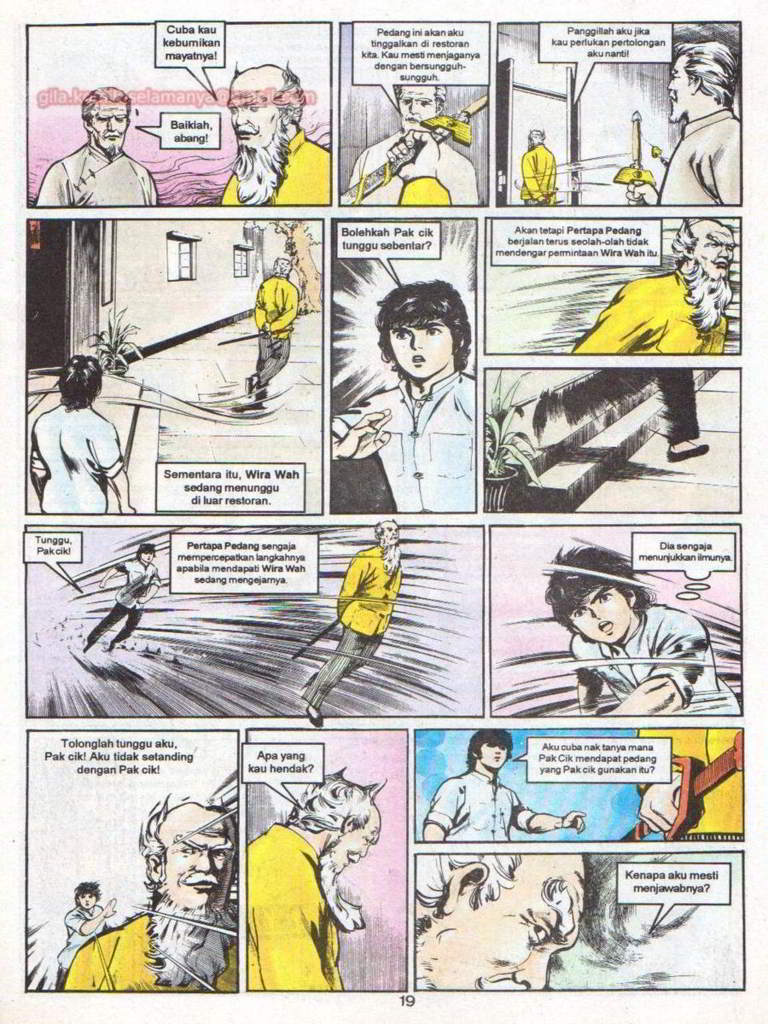 Cuba kau
kebumikan
mayatnya!
Baiklah,
abang!
Pedang ini akan aku
tinggalkan di restoran
kita. Kau mesti menjaganya
dengan bersungguh-
sungguh.
Panggillah aku jika
kau perlukan pertolongan
aku nanti!
Sementara itu, Wira Wah
sedang menunggu
di luar restoran.
Bolehkah Pak cik
tunggu sebentar?
Akan tetapi Pertapa Pedang
berjalan terus seolah-olah tidak
mendengar permintaan Wira Wah itu.
Tunggu,
Pak cik!
Pertapa Pedang sengaja
mempercepatkan langkahnya
apabila mendapati Wira Wah
sedang mengejarnya.
Dia sengaja
menunjukkan ilmunya.
Tolonglah tunggu aku,
Pak cik! Aku tidak setanding
dengan Pak cik!
Apa yang
kau hendak?
Aku cuba nak tanya mana
Pak Cik mendapat pedang
yang Pak cik gunakan itu?
Kenapa aku mesti
menjawabnya?
19